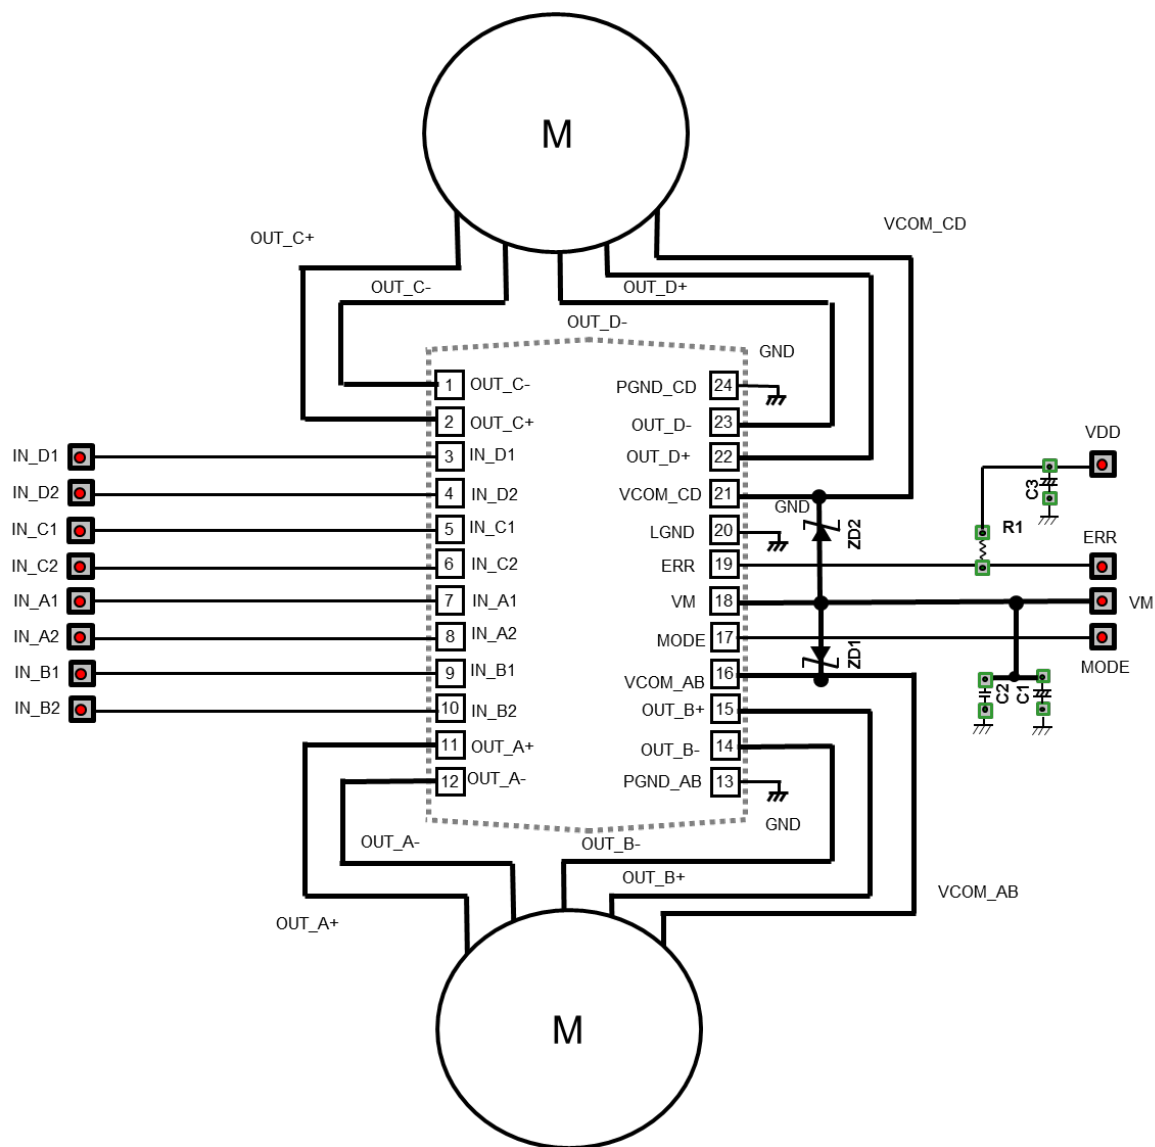 M
OUT_C+
VCOM_CD
OUT_C-
OUT_D+
OUT_D-
GND
1 OUT_C-
PGND_CD 24
2 OUT_C+
OUT_D- 23
VDD
IN_D1
3 IN_D1
OUT_D+ 22
IN_D2
4 IN_D2
VCOM_CD 21
GND
C3
IN_C1
5 IN_C1
LGND 20
ZD2
R1
ERR
IN_C2
6 IN_C2
ERR 19
IN_A1
7 IN_A1
VM 18
VM
IN_A2
8 IN_A2
MODE 17
ZD1
MODE
IN_B1
9 IN_B1
VCOM_AB 16
C2
C1
IN_B2
10 IN_B2
OUT_B+ 15
11 OUT_A+
OUT_B- 14
12 OUT_A-
PGND_AB 13
GND
OUT_A-
OUT_B-
OUT_B+
VCOM_AB
OUT_A+
M